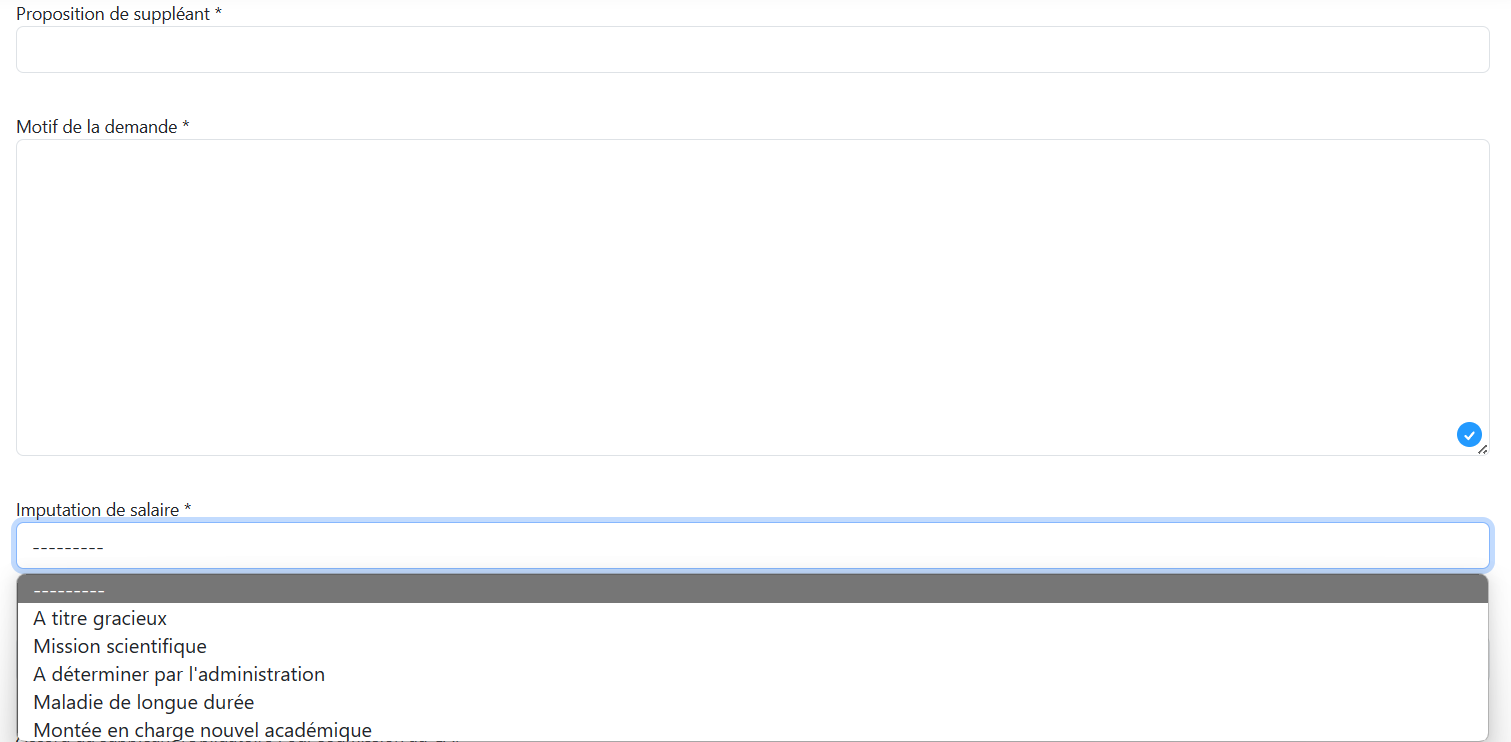 Proposition de suppléant *
Motif de la demande *
Imputation de salaire *
---------
---------
A titre gracieux
Mission scientifique
A déterminer par l'administration
Maladie de longue durée
Montée en charge nouvel académique